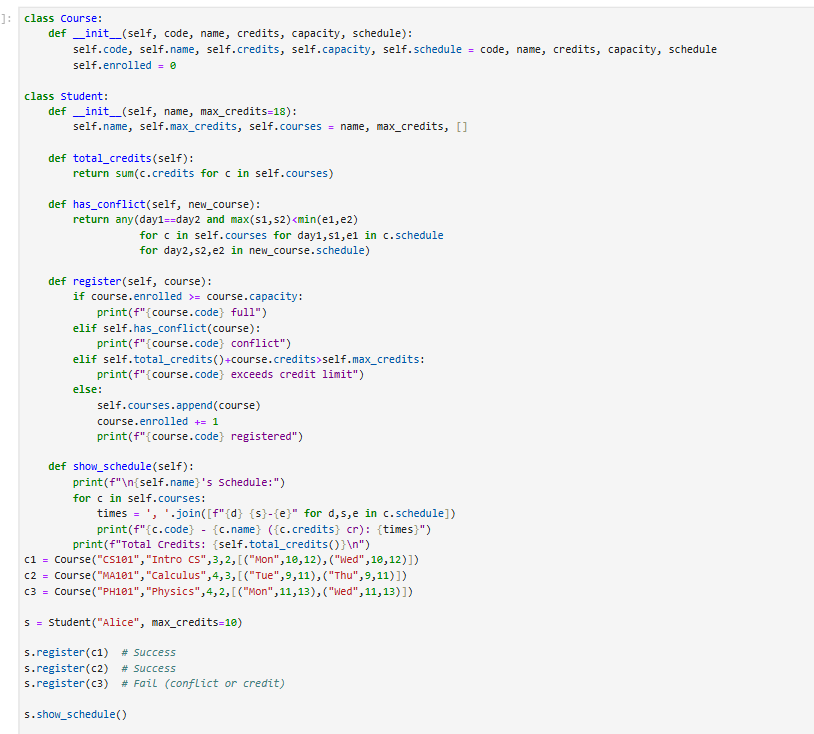 ]:
class Course:
    def __init__(self, code, name, credits, capacity, schedule):
        self.code, self.name, self.credits, self.capacity, self.schedule = code, name, credits, capacity, schedule
        self.enrolled = 0

class Student:
    def __init__(self, name, max_credits=18):
        self.name, self.max_credits, self.courses = name, max_credits, []

    def total_credits(self):
        return sum(c.credits for c in self.courses)

    def has_conflict(self, new_course):
        return any(day1==day2 and max(s1,s2)<min(e1,e2)
                   for c in self.courses for day1,s1,e1 in c.schedule
                   for day2,s2,e2 in new_course.schedule)

    def register(self, course):
        if course.enrolled >= course.capacity:
            print(f"{course.code} full")
        elif self.has_conflict(course):
            print(f"{course.code} conflict")
        elif self.total_credits()+course.credits>self.max_credits:
            print(f"{course.code} exceeds credit limit")
        else:
            self.courses.append(course)
            course.enrolled += 1
            print(f"{course.code} registered")

    def show_schedule(self):
        print(f"\n{self.name}'s Schedule:")
        for c in self.courses:
            times = ', '.join([f"{d} {s}-{e}" for d,s,e in c.schedule])
            print(f"{c.code} - {c.name} ({c.credits} cr): {times}")
        print(f"Total Credits: {self.total_credits()}\n")
c1 = Course("CS101","Intro CS",3,2,[("Mon",10,12),("Wed",10,12)])
c2 = Course("MA101","Calculus",4,3,[("Tue",9,11),("Thu",9,11)])
c3 = Course("PH101","Physics",4,2,[("Mon",11,13),("Wed",11,13)])

s = Student("Alice", max_credits=10)

s.register(c1)  # Success
s.register(c2)  # Success
s.register(c3)  # Fail (conflict or credit)

s.show_schedule()